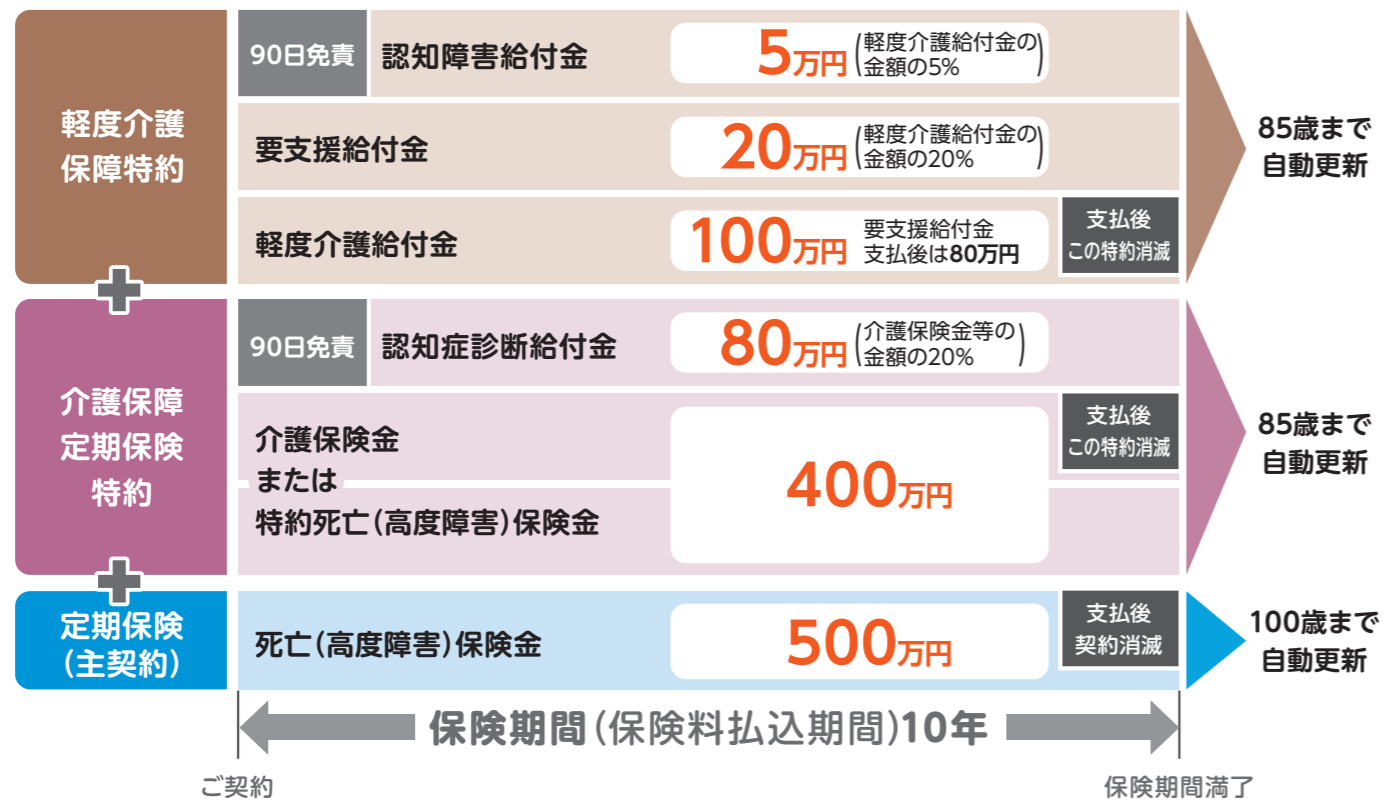 軽度介護
保障特約
90日免責
認知障害給付金
5万円
(軽度介護給付金の
金額の5%)
要支援給付金
20万円
(軽度介護給付金の
金額の20%)
軽度介護給付金
100万円
要支援給付金
支払後は80万円
支払後
この特約消滅
85歳まで
自動更新
+
介護保障
定期保険
特約
90日免責
認知症診断給付金
80万円
(介護保険金等の
金額の20%)
介護保険金
または
特約死亡(高度障害)保険金
400万円
支払後
この特約消滅
85歳まで
自動更新
+
定期保険
(主契約)
死亡(高度障害)保険金
500万円
支払後
契約消滅
100歳まで
自動更新
保険期間(保険料払込期間)10年
ご契約
保険期間満了